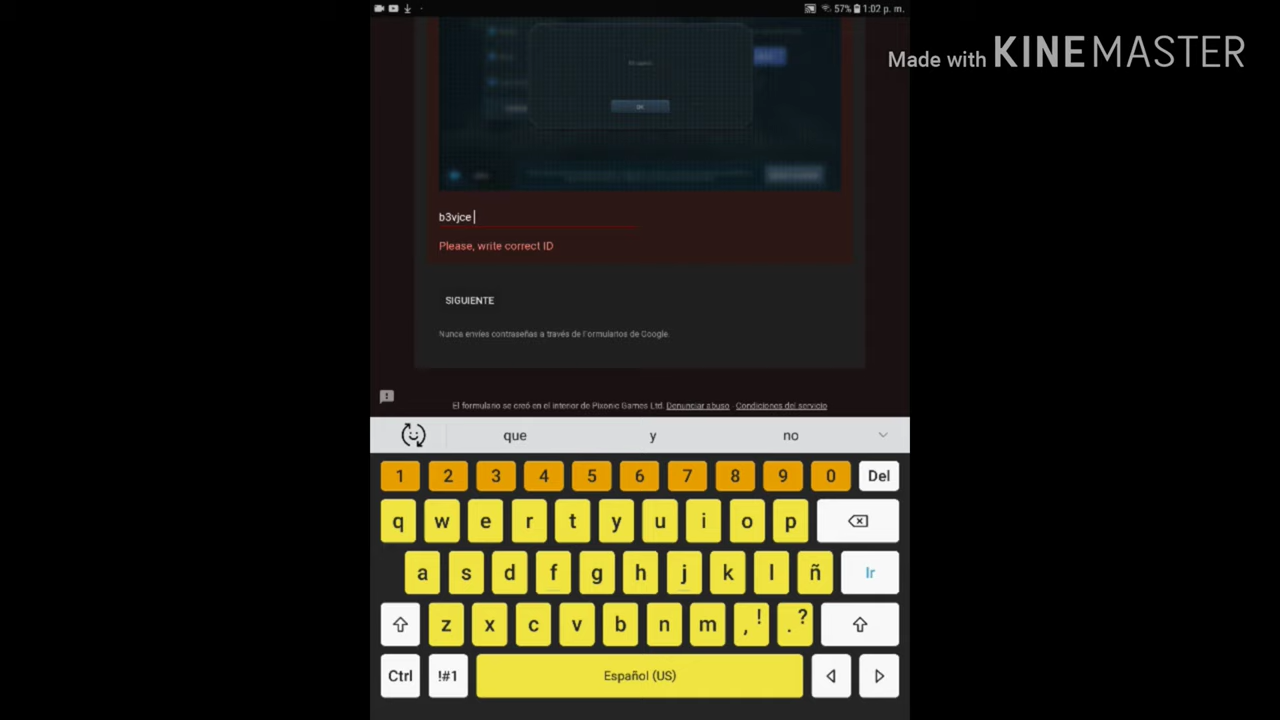 57% 1:02 p. m.
Made with KINEMASTER
OK
b3vjce
Please, write correct ID
SIGUIENTE
Nunca envíes contraseñas a través de Formularios de Google.
El formulario se creó en el interior de Pixonic Games Ltd. Denunciar abuso - Condiciones del servicio
que y no
1 2 3 4 5 6 7 8 9 0 Del
q w e r t y u i o p
a s d f g h j k l ñ Ir
z x c v b n m , ! . ?
Ctrl !#1 Español (US)